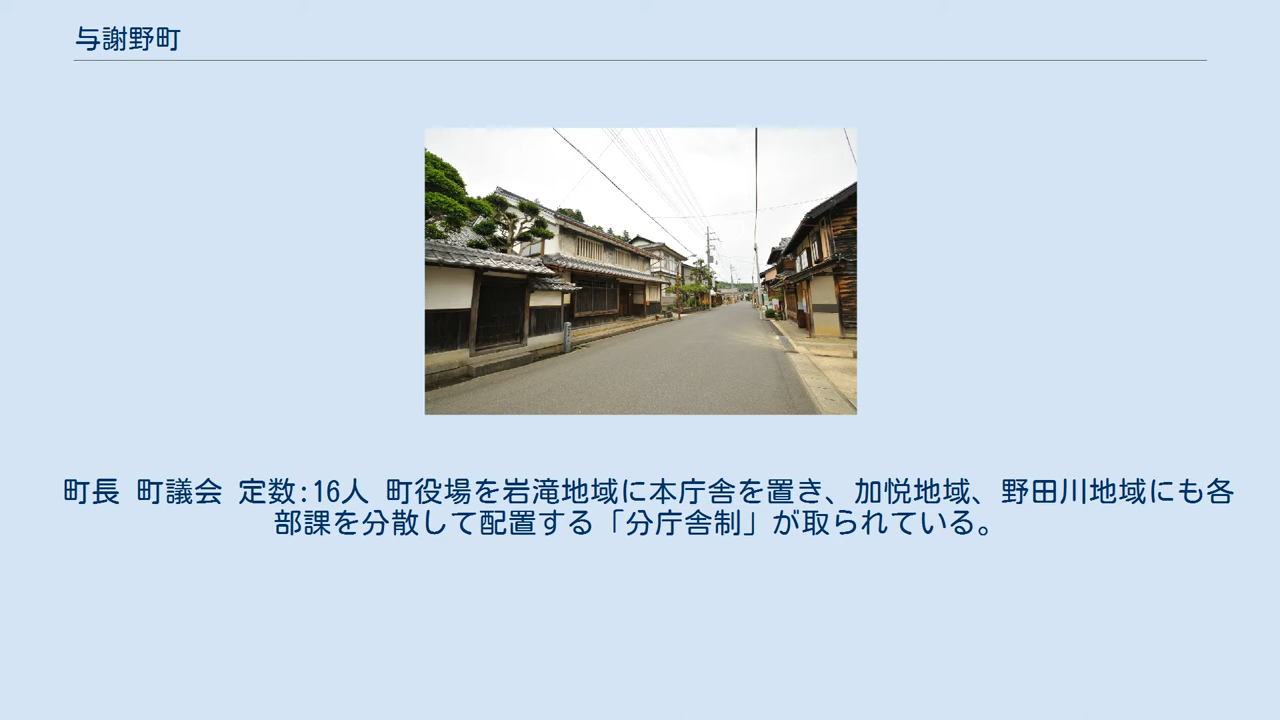 与謝野町
町長 町議会 定数:16人 町役場を岩滝地域に本庁舎を置き、加悦地域、野田川地域にも各
部課を分散して配置する「分庁舎制」が取られている。